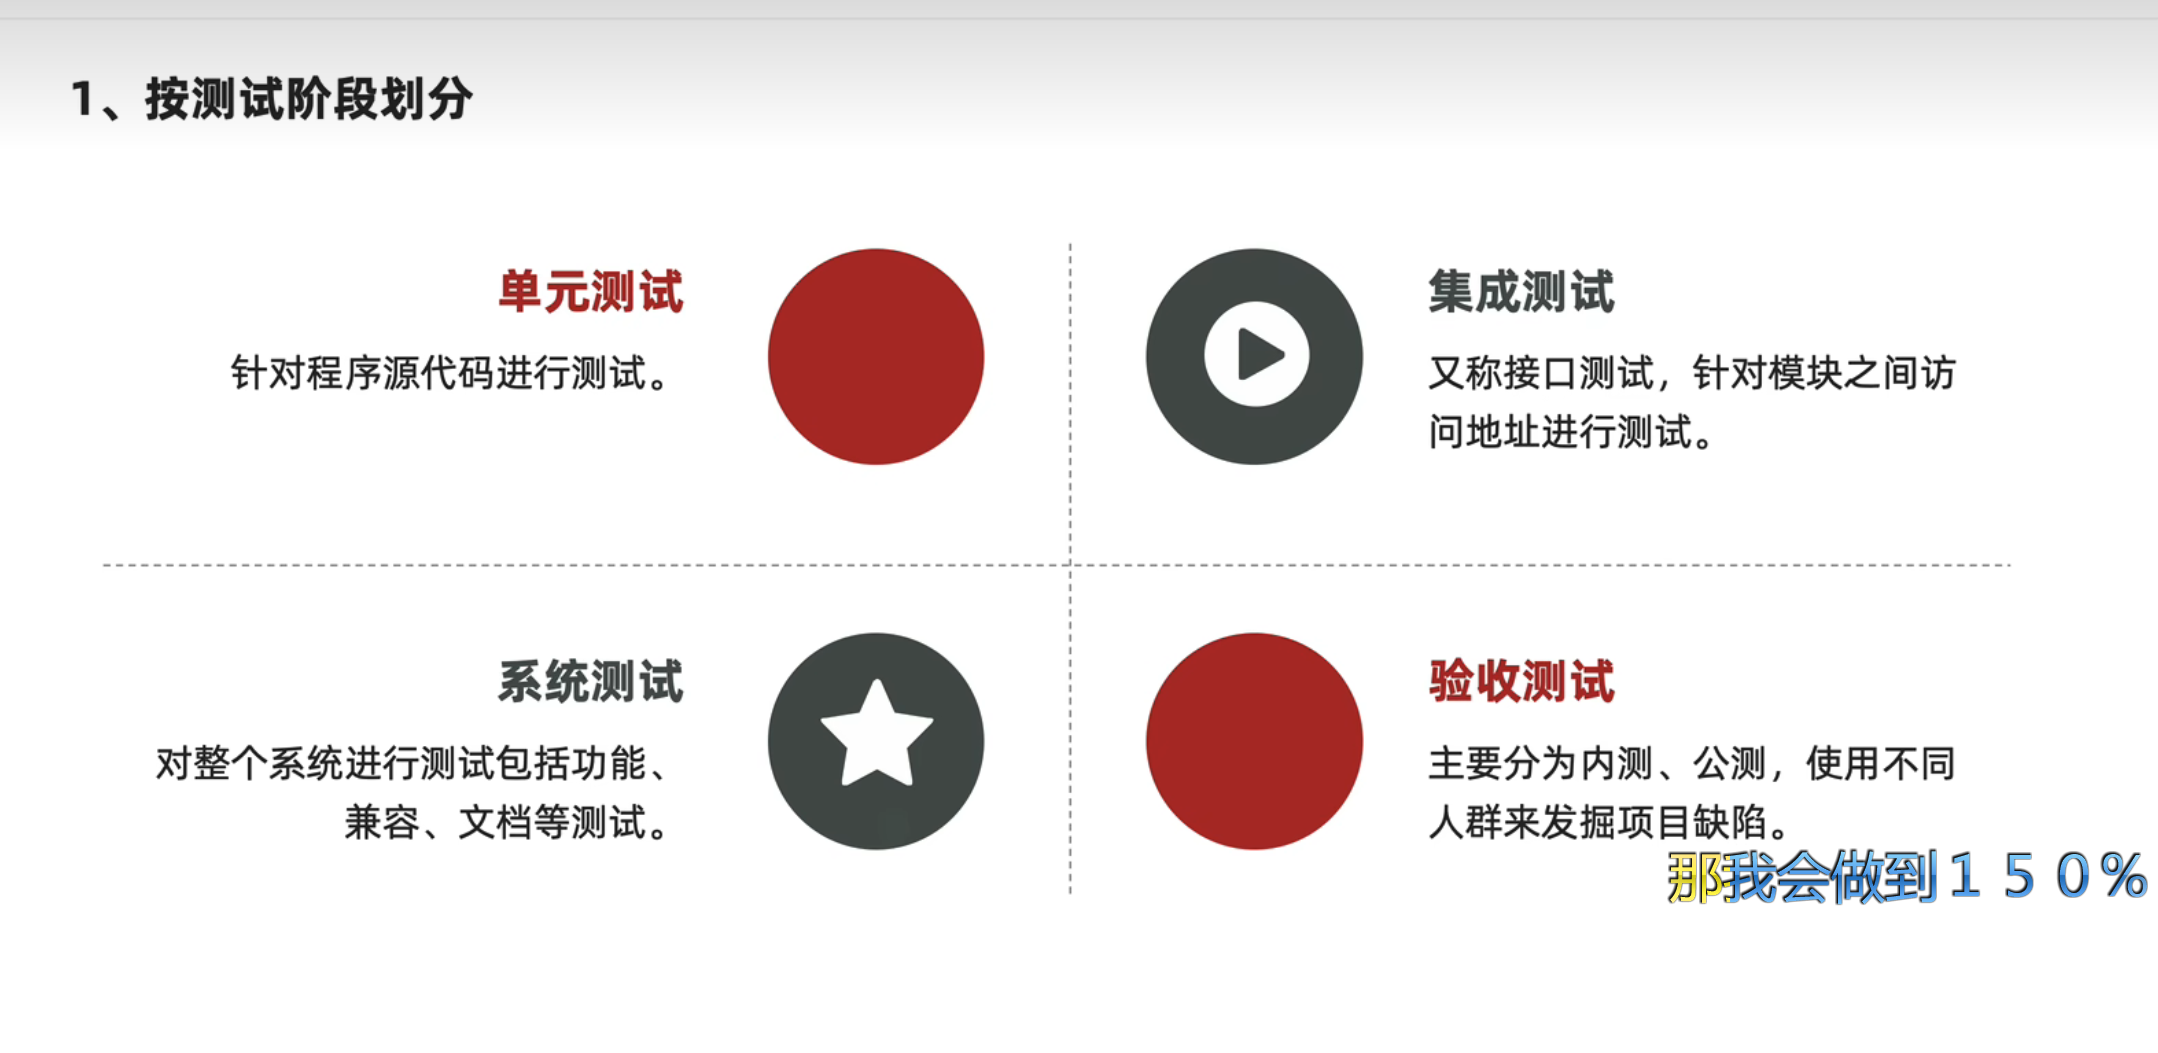 1、按测试阶段划分
单元测试
针对程序源代码进行测试。
集成测试
又称接口测试，针对模块之间访
问地址进行测试。
系统测试
对整个系统进行测试包括功能、
兼容、文档等测试。
验收测试
主要分为内测、公测，使用不同
人群来发掘项目缺陷。
那我会做到１５０％